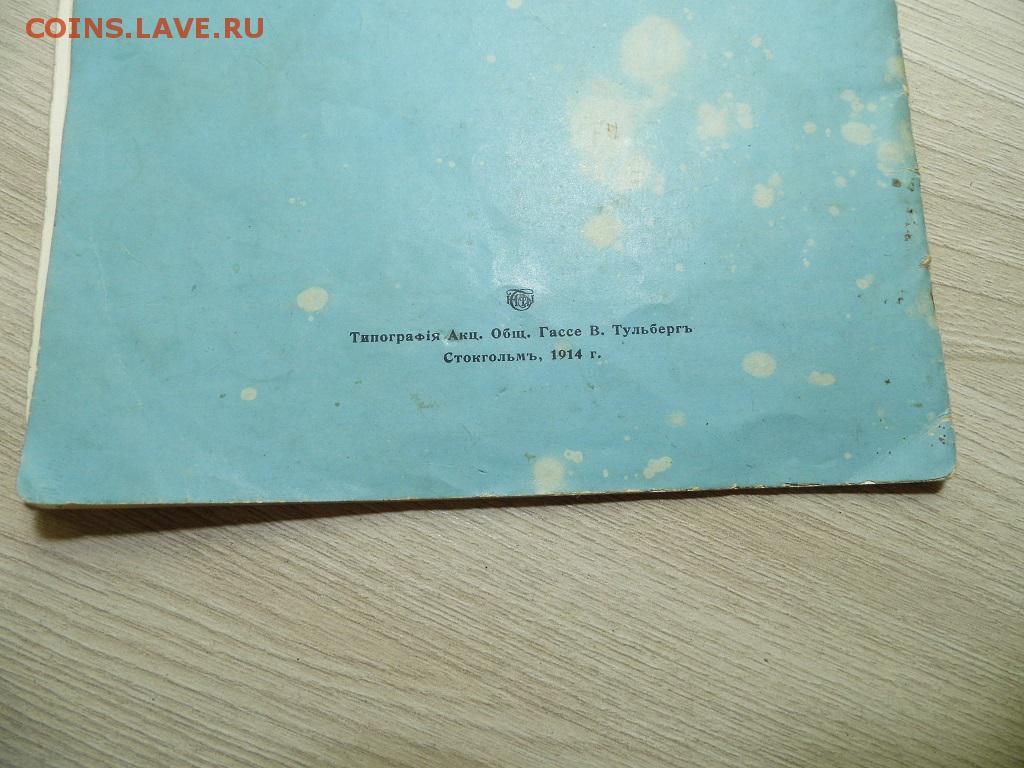 COINS.LAVE.RU
Типографія Акц. Общ. Гассе В. Тульбергъ
Стокгольмъ, 1914 г.